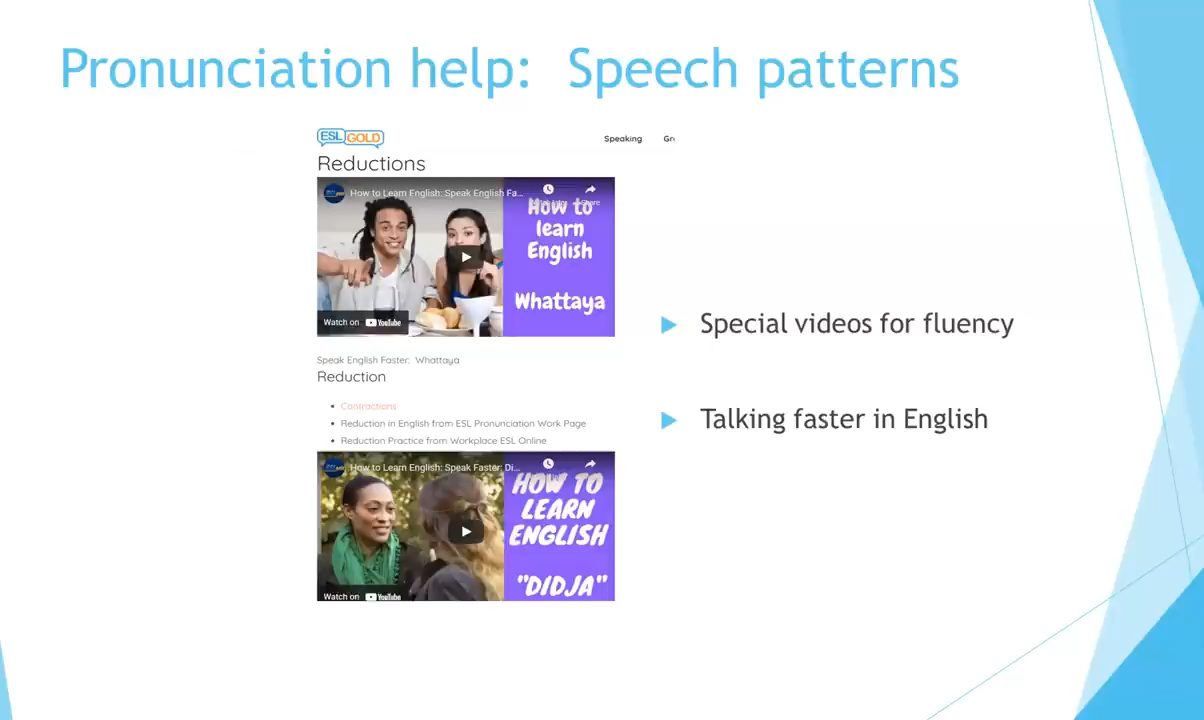 Pronunciation help: Speech patterns
ESL GOLD
Speaking
Reductions
How to Learn English: Speak English Fa...
Share
How to
learn
English
Whattaya
Watch on YouTube
Special videos for fluency
Speak English Faster: Whattaya
Reduction
Contractions
Talking faster in English
Reduction in English from ESL Pronunciation Work Page
Reduction Practice from Workplace ESL Online
How to Learn English: Speak Faster: Di...
HOW TO
LEARN
ENGLISH
"DIDJA"
Watch on YouTube